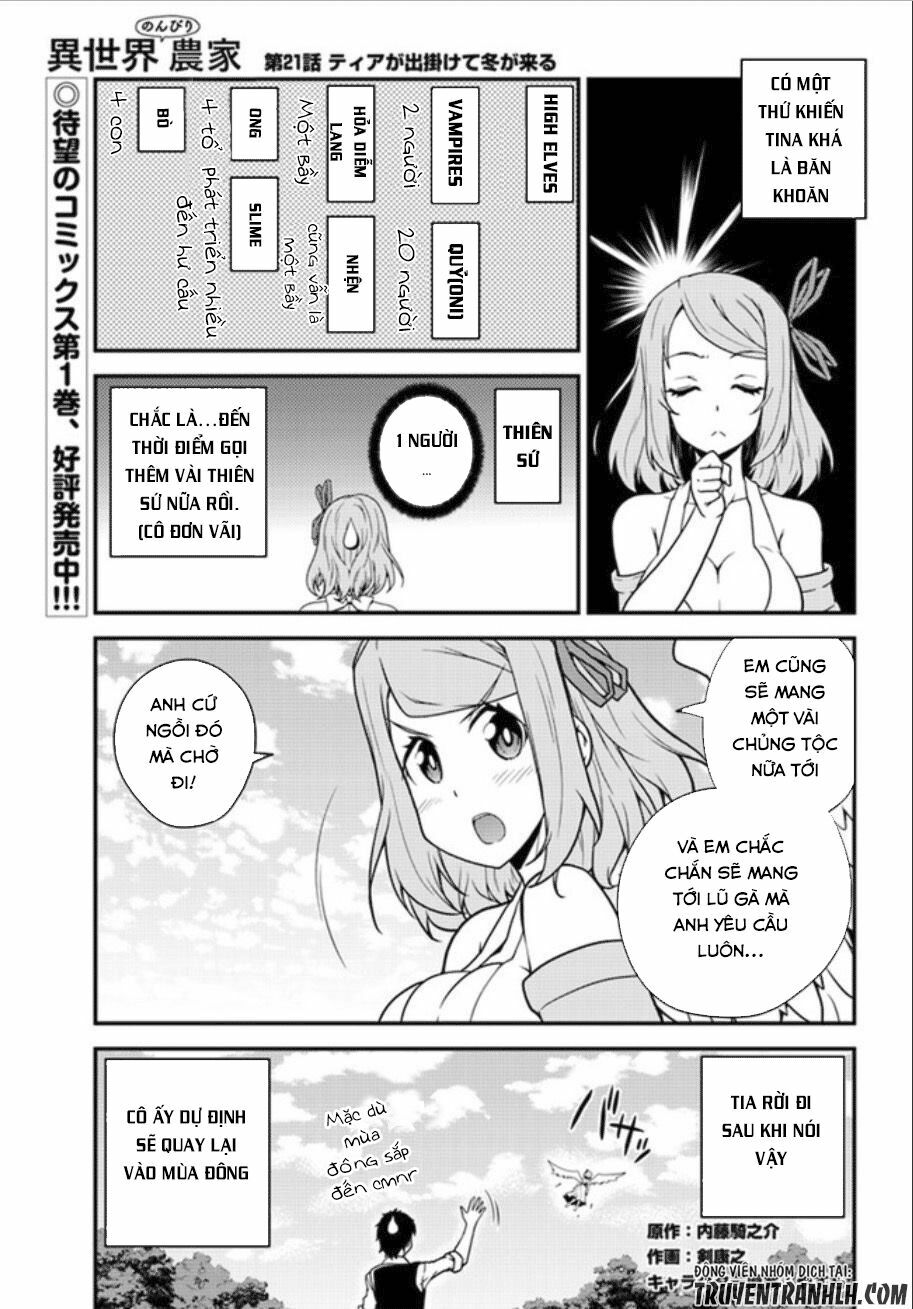 のんびり
異世界農家
第21話 ティアが出掛けて冬が来る
◎待望のコミックス第1巻、好評発売中!!!
CÓ MỘT
THỨ KHIẾN
TINA KHÁ
LÀ BĂN
KHOĂN
HIGH ELVES
VAMPIRES
2 người
QUỶ(ONI)
20 người
HỎA DIỄM
LANG
Một bầy
NHỆN
cũng vẫn là
một bầy
ONG
4 tổ
SLIME
phát triển nhiều
đến hư cấu
BÒ
4 con
THIÊN
SỨ
1 NGƯỜI
...
CHẮC LÀ...ĐẾN
THỜI ĐIỂM GỌI
THÊM VÀI THIÊN
SỨ NỮA RỒI.
(CÔ ĐƠN VÃI)
EM CŨNG
SẼ MANG
MỘT VÀI
CHỦNG TỘC
NỮA TỚI
VÀ EM CHẮC
CHẮN SẼ MANG
TỚI LŨ GÀ MÀ
ANH YÊU CẦU
LUÔN...
ANH CỨ
NGỒI ĐÓ
MÀ CHỜ
ĐI!
TIA RỜI ĐI
SAU KHI NÓI
VẬY
Mặc dù
mùa
đông sắp
đến cmnr
CÔ ẤY DỰ ĐỊNH
SẼ QUAY LẠI
VÀO MÙA ĐÔNG
原作：内藤騎之介
作画：剣康之
キャラ
ĐỘNG VIÊN NHÓM DỊCH TẠI:
TRUYENTRANHLH.COM